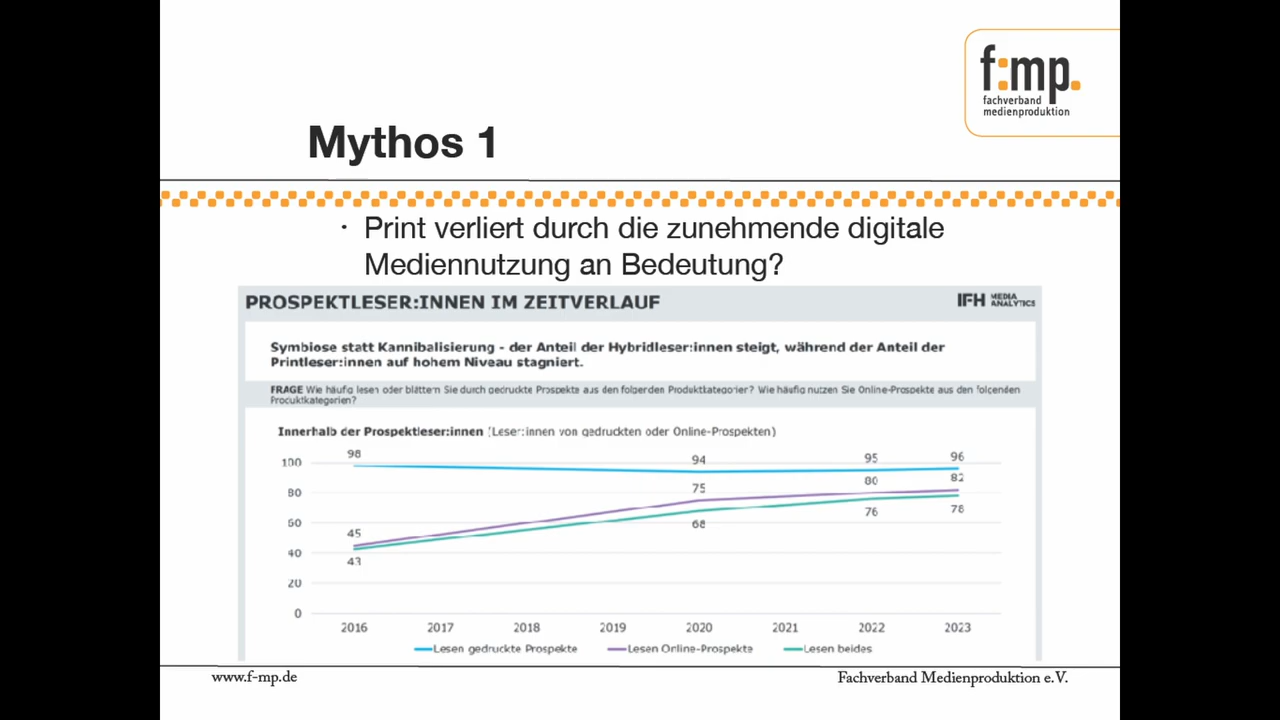 f:mp.
fachverband
medienproduktion
Mythos 1
· Print verliert durch die zunehmende digitale
Mediennutzung an Bedeutung?
PROSPEKTLESER:INNEN IM ZEITVERLAUF
IFH MEDIA
ANALYTICS
Symbiose statt Kannibalisierung - der Anteil der Hybridleser:innen steigt, während der Anteil der
Printleser:innen auf hohem Niveau stagniert.
FRAGE Wie häufig lesen oder blättern Sie durch gedruckte Prospekte aus den folgenden Produktkategorier? Wie häufig nutzen Sie Online-Prospekte aus den folgenden
Produktkategorien?
Innerhalb der Prospektleser:innen (Leser:innen von gedruckten oder Online-Prospekten)
98 94 95 96
100
75 80 82
80
45 68 76 78
60
43
40
20
0
2016 2017 2018 2019 2020 2021 2022 2023
Lesen gedruckte Prospekte Lesen Online-Prospekte Lesen beides
www.f-mp.de Fachverband Medienproduktion e.V.